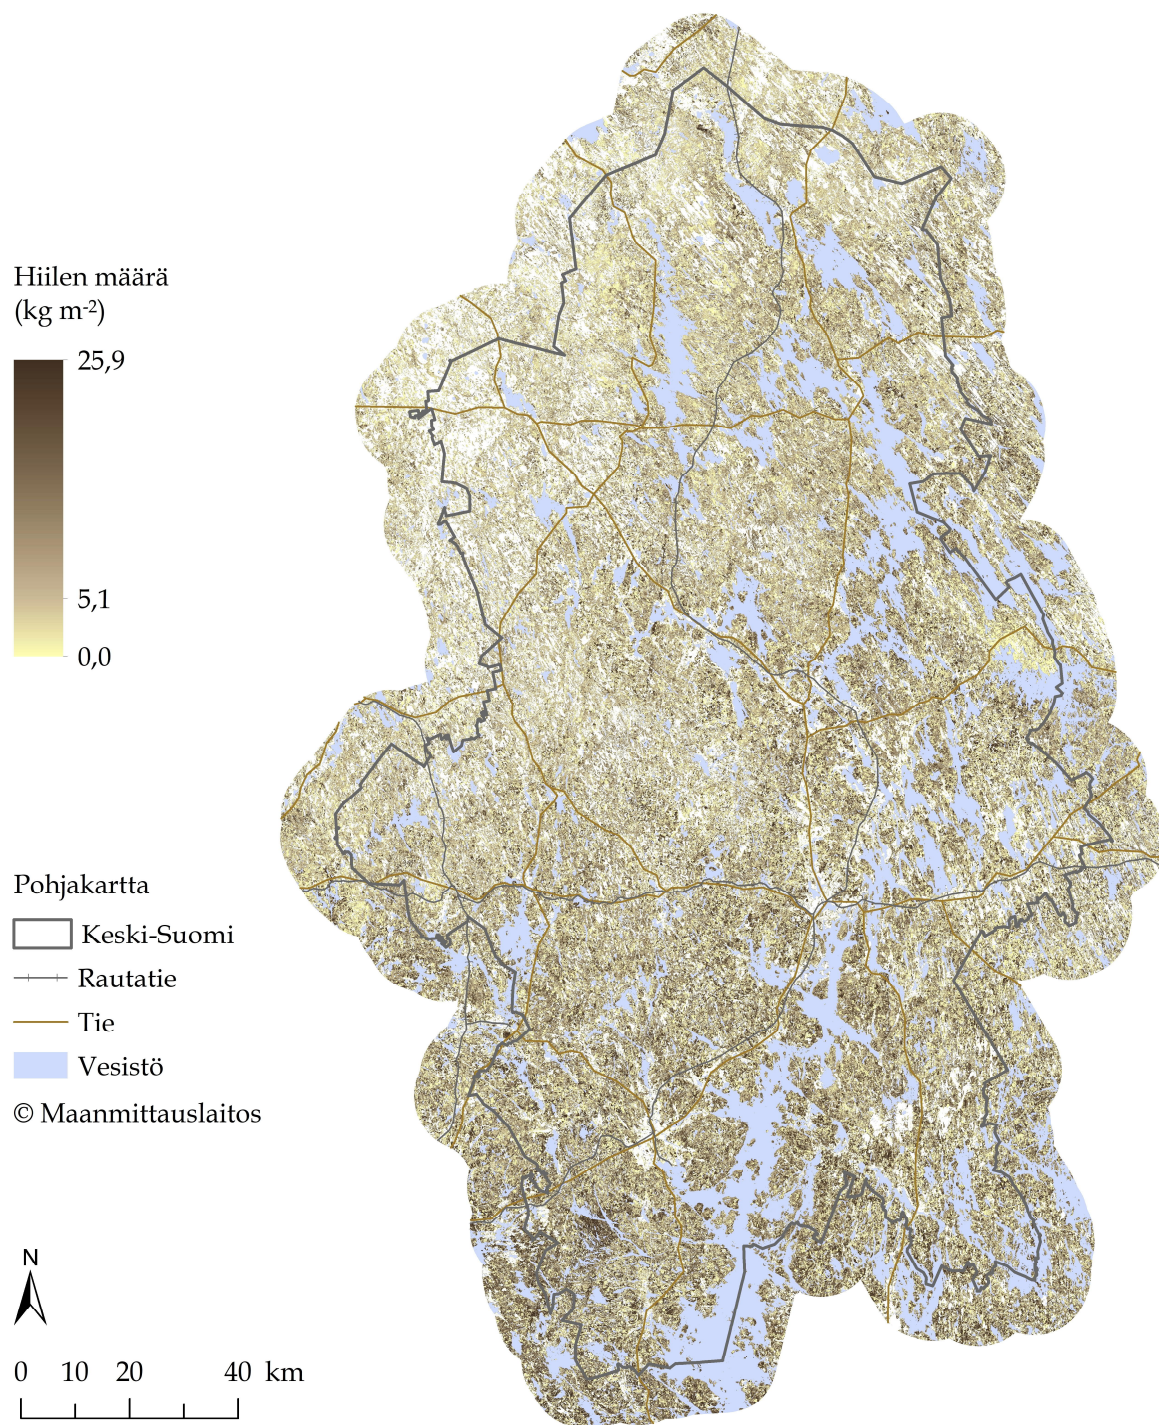 Hiilen määrä
(kg m-2)
25,9
5,1
0,0
Pohjakartta
Keski-Suomi
Rautatie
Tie
Vesistö
© Maanmittauslaitos
N
0 10 20 40 km